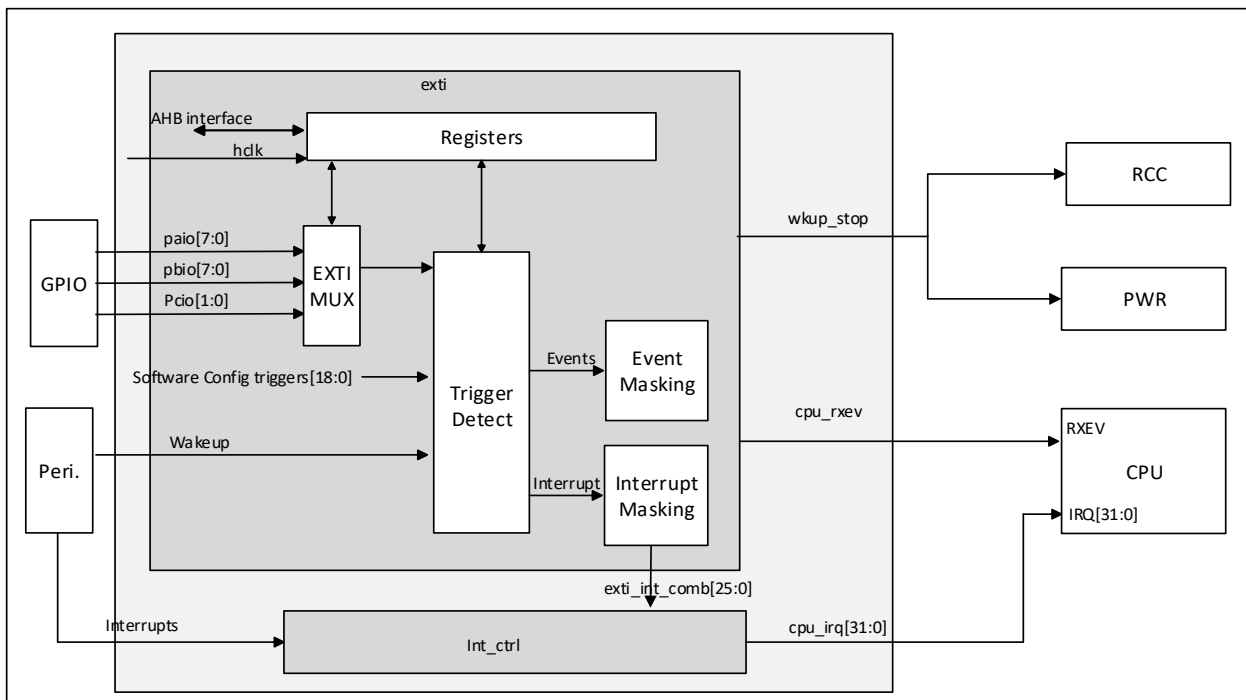 exti
AHB interface
Registers
hclk
RCC
wkup_stop
paio[7:0]
pbio[7:0]
Pcio[1:0]
GPIO
EXTI
MUX
PWR
Events
Event
Masking
Software Config triggers[18:0]
Trigger
Detect
cpu_rxev
RXEV
Wakeup
Peri.
Interrupt
Interrupt
Masking
CPU
IRQ[31:0]
exti_int_comb[25:0]
Interrupts
Int_ctrl
cpu_irq[31:0]